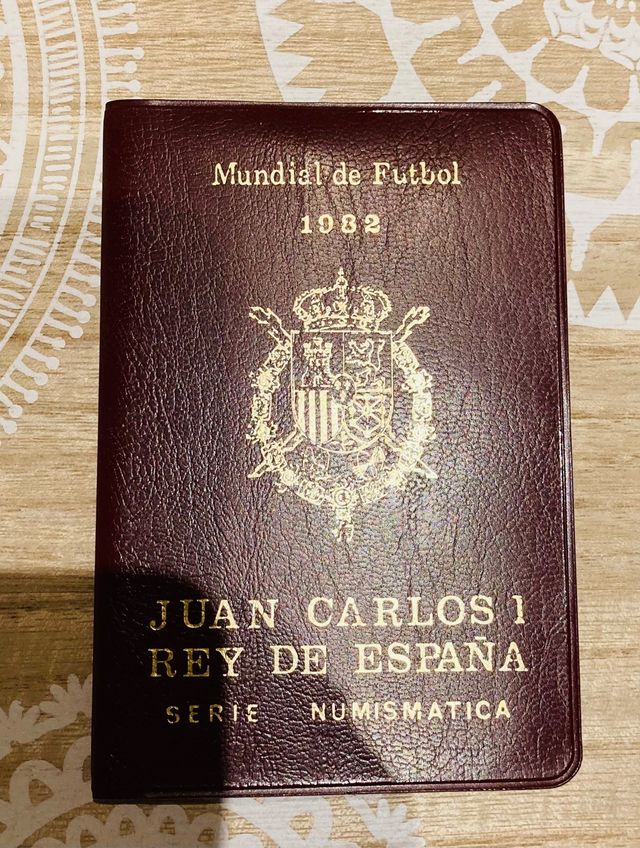 Mundial de Futbol
1982
JUAN CARLOS I
REY DE ESPAÑA
SERIE NUMISMATICA